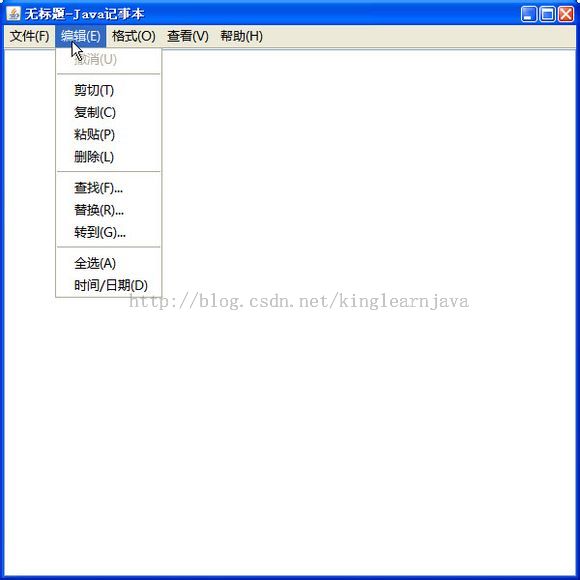 无标题-Java记事本
文件(F) 编辑(E) 格式(O) 查看(V) 帮助(H)
撤消(U)
剪切(T)
复制(C)
粘贴(P)
删除(L)
查找(F)...
替换(R)...
转到(G)...
全选(A)
时间/日期(D)
http://blog.csdn.net/kinglearnjava